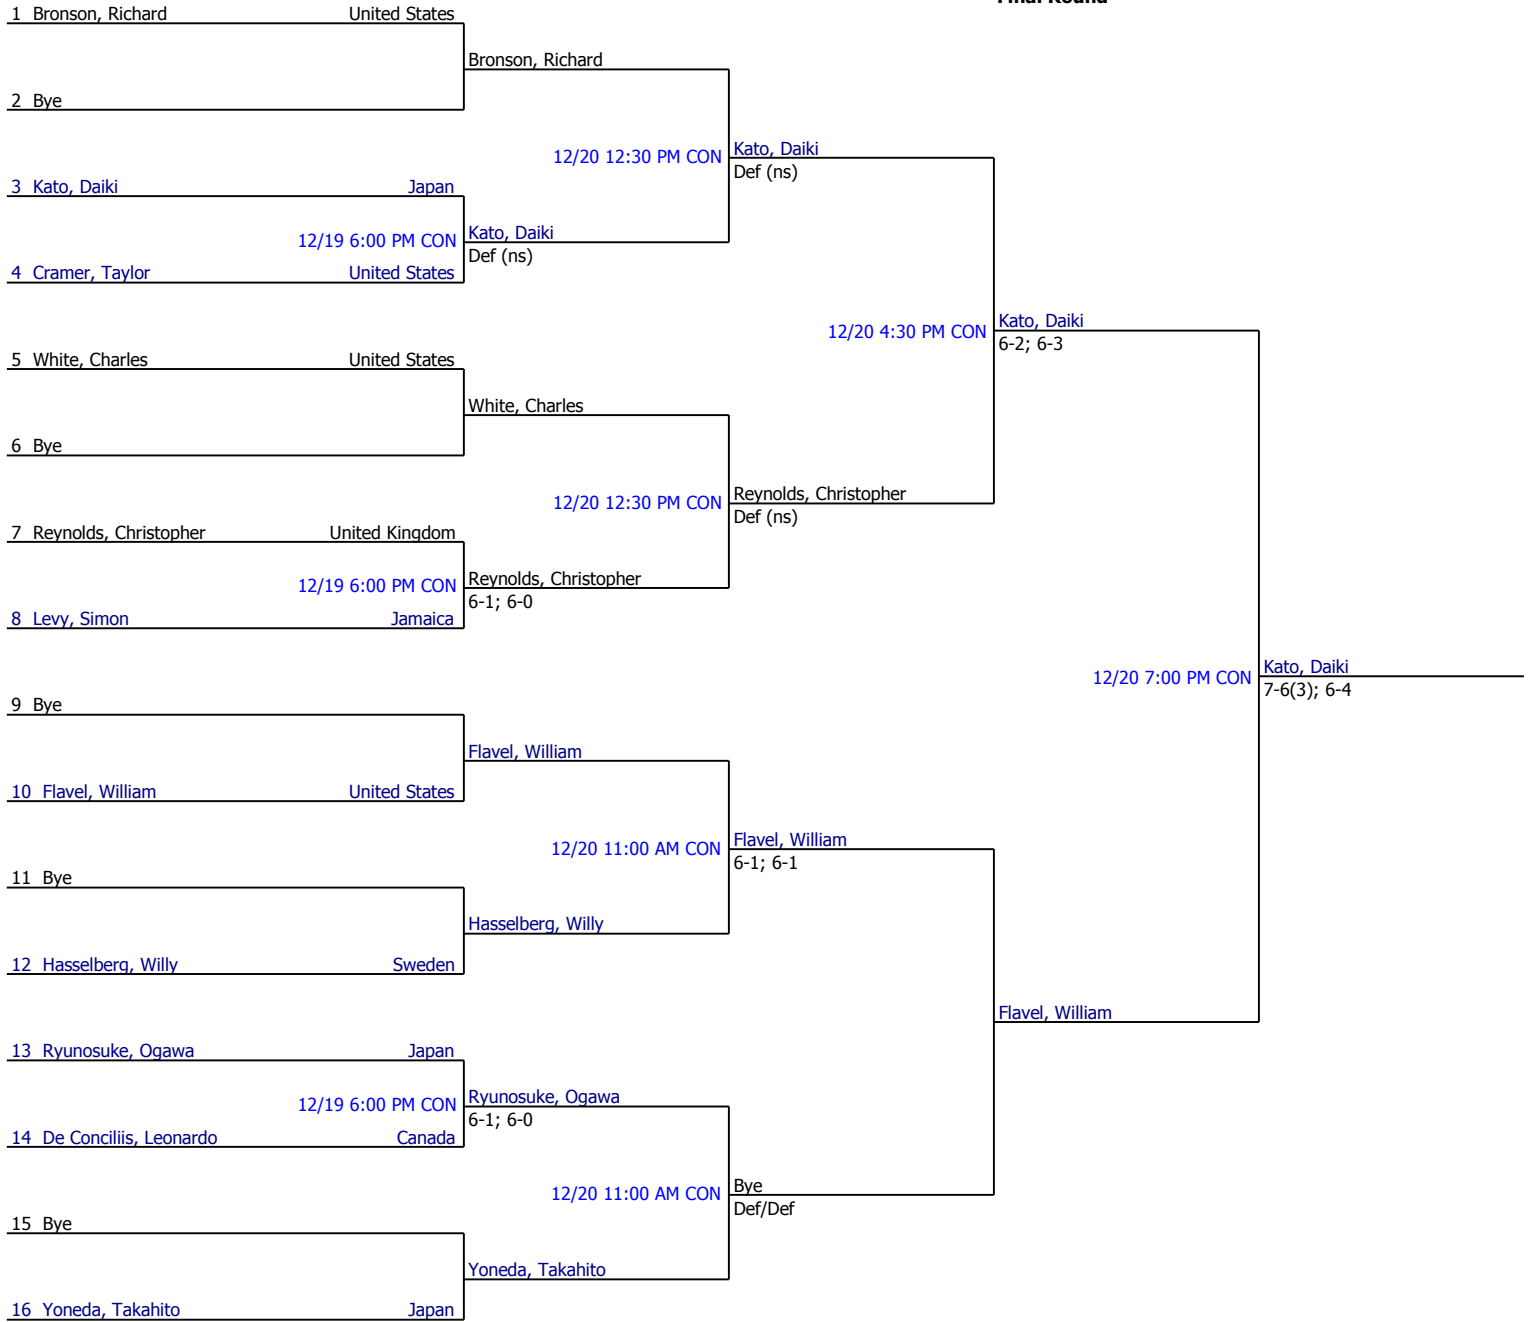 Final Round
1 Bronson, Richard United States
Bronson, Richard
2 Bye
12/20 12:30 PM CON Kato, Daiki
Def (ns)
3 Kato, Daiki Japan
12/19 6:00 PM CON Kato, Daiki
Def (ns)
4 Cramer, Taylor United States
12/20 4:30 PM CON Kato, Daiki
6-2; 6-3
5 White, Charles United States
White, Charles
6 Bye
12/20 12:30 PM CON Reynolds, Christopher
Def (ns)
7 Reynolds, Christopher United Kingdom
12/19 6:00 PM CON Reynolds, Christopher
6-1; 6-0
8 Levy, Simon Jamaica
12/20 7:00 PM CON Kato, Daiki
7-6(3); 6-4
9 Bye
Flavel, William
10 Flavel, William United States
12/20 11:00 AM CON Flavel, William
6-1; 6-1
11 Bye
Hasselberg, Willy
12 Hasselberg, Willy Sweden
Flavel, William
13 Ryunosuke, Ogawa Japan
12/19 6:00 PM CON Ryunosuke, Ogawa
6-1; 6-0
14 De Conciliis, Leonardo Canada
12/20 11:00 AM CON Bye
Def/Def
15 Bye
Yoneda, Takahito
16 Yoneda, Takahito Japan